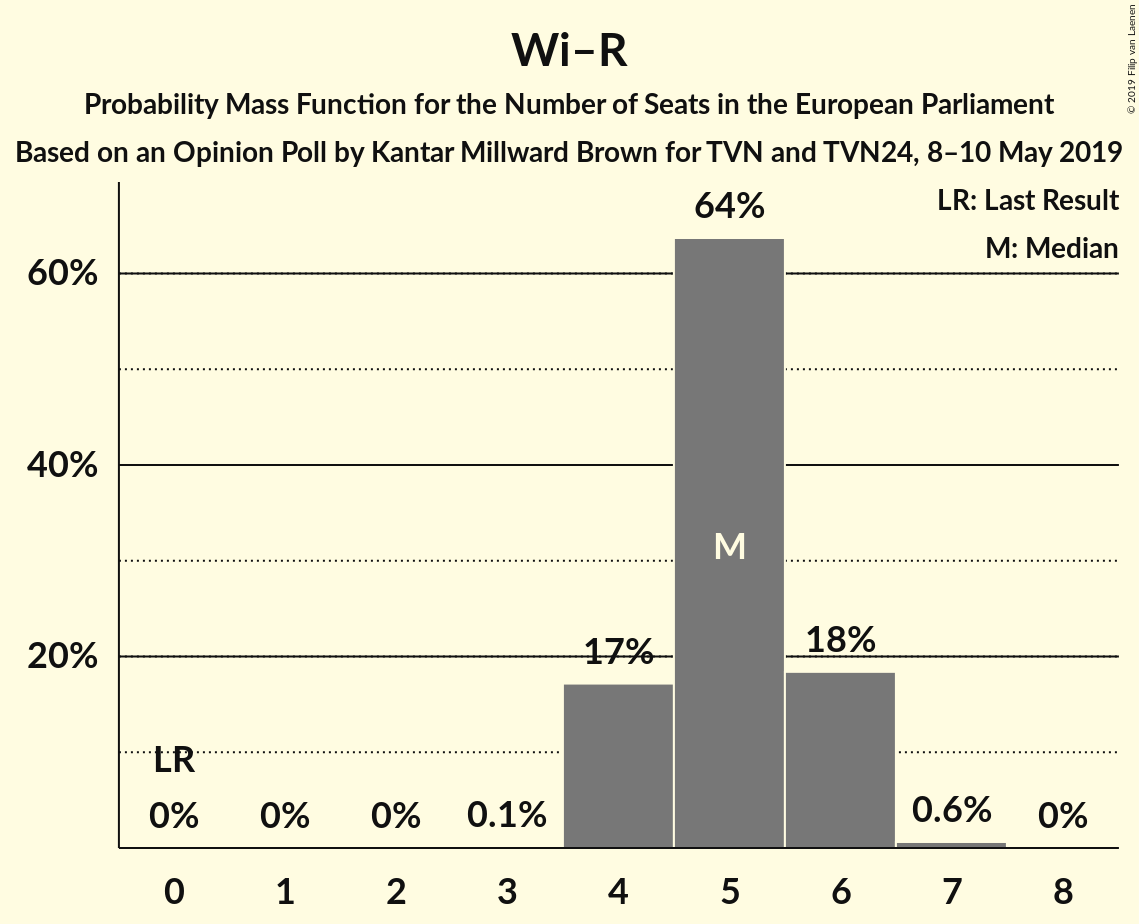 Wi–R
Probability Mass Function for the Number of Seats in the European Parliament
Based on an Opinion Poll by Kantar Millward Brown for TVN and TVN24, 8–10 May 2019
© 2019 Filip van Laenen
LR: Last Result
M: Median
60%
40%
20%
64%
M
17%
18%
LR
0%
0%
0%
0.1%
0.6%
0%
0 1 2 3 4 5 6 7 8